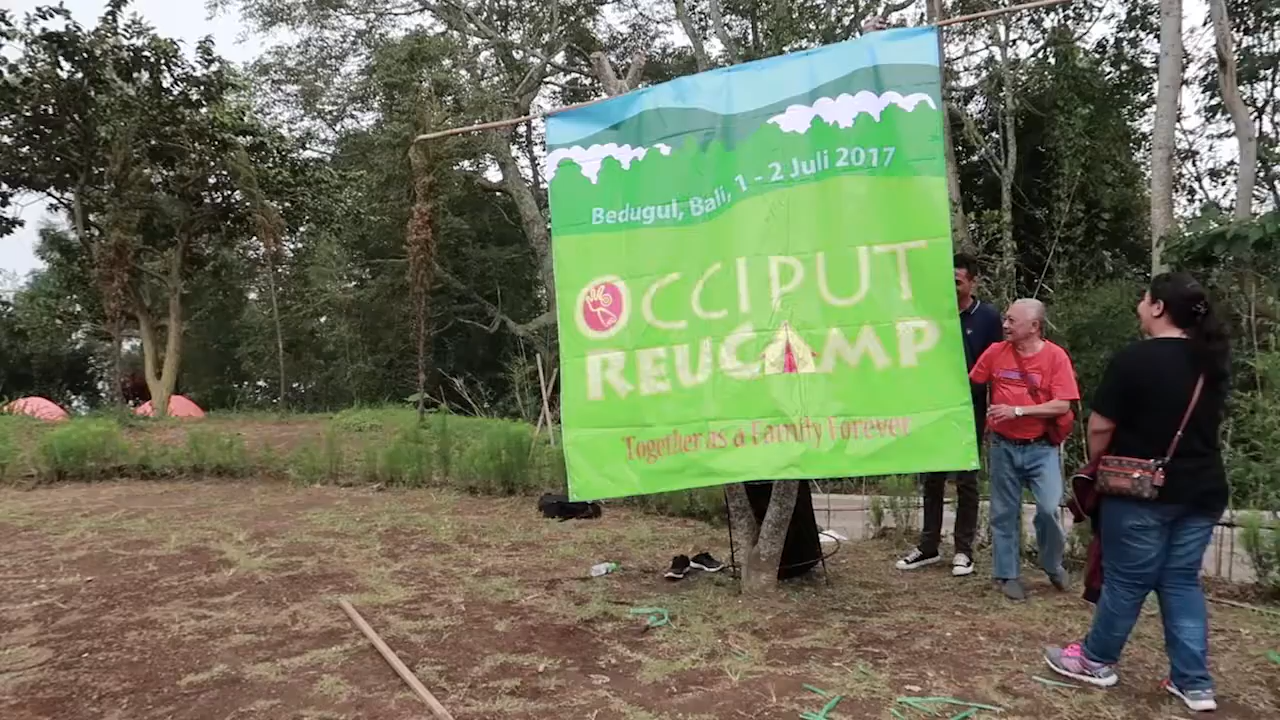 Bedugul, Bali, 1 - 2 Juli 2017
OCCIPUT
REUCAMP
Together as a Family Forever